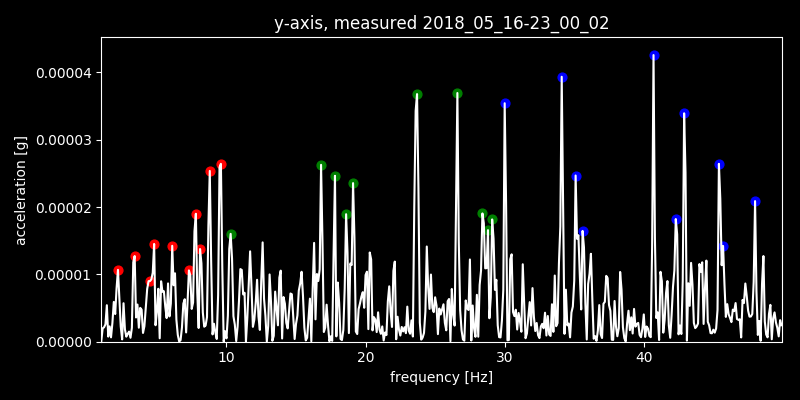 y-axis, measured 2018_05_16-23_00_02
0.00004
0.00003
0.00002
0.00001
0.00000
acceleration [g]
10 20 30 40
frequency [Hz]